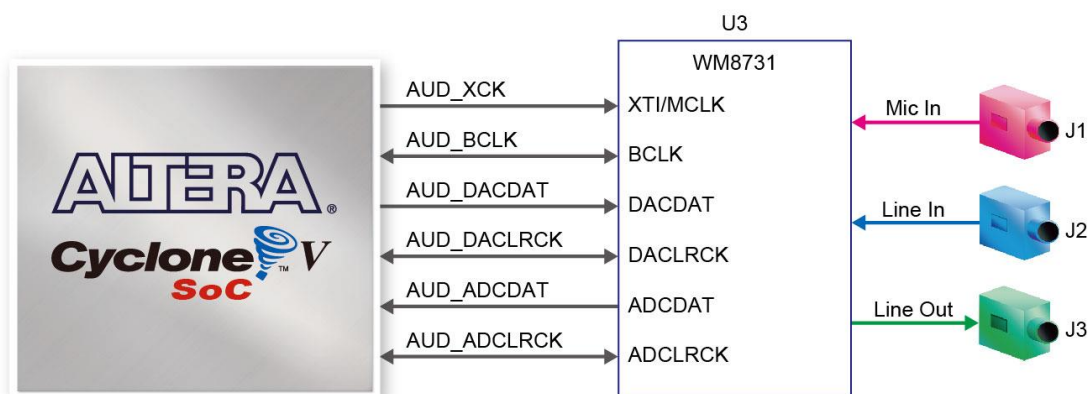 U3
WM8731
ALTERA®
Cyclone™ V
SoC
AUD_XCK
AUD_BCLK
AUD_DACDAT
AUD_DACLRCK
AUD_ADCDAT
AUD_ADCLRCK
XTI/MCLK
BCLK
DACDAT
DACLRCK
ADCDAT
ADCLRCK
Mic In
J1
Line In
J2
Line Out
J3